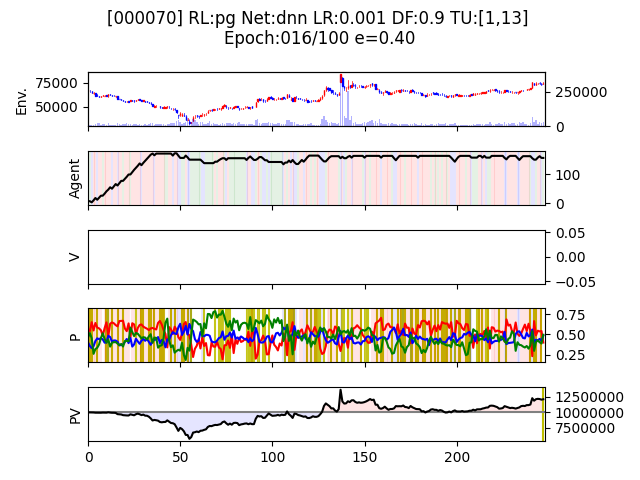 [000070] RL:pg Net:dnn LR:0.001 DF:0.9 TU:[1,13]
Epoch:016/100 e=0.40
Env.
75000
50000
250000
0
Agent
100
0
V
0.05
0.00
−0.05
P
0.75
0.50
0.25
PV
12500000
10000000
7500000
0 50 100 150 200